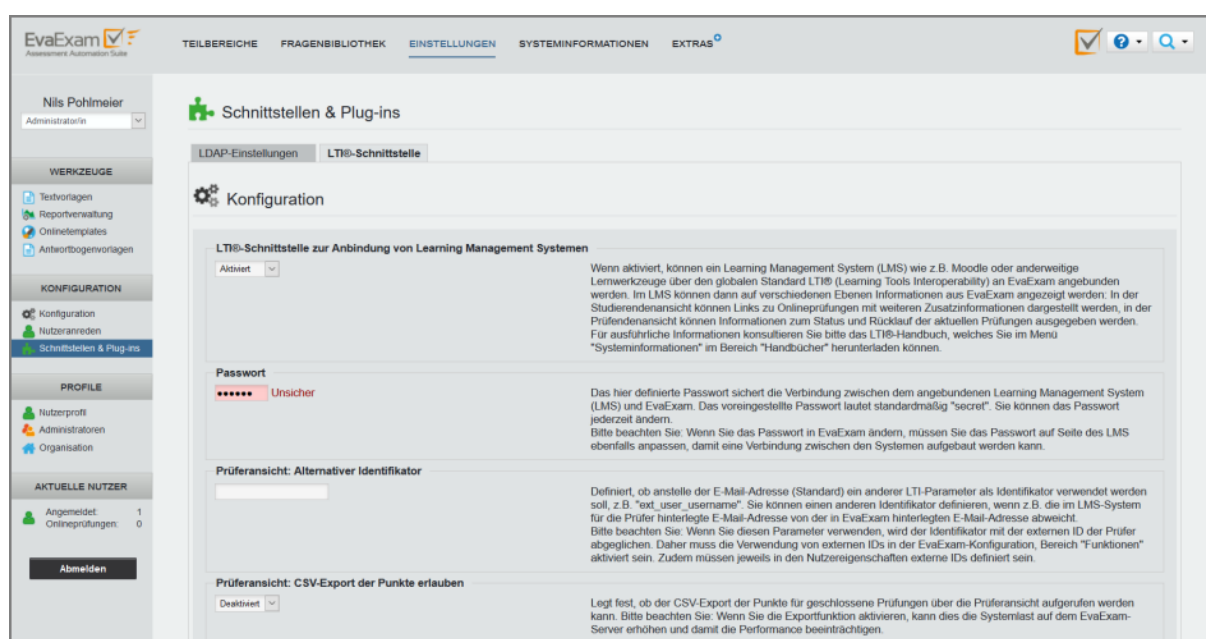 EvaExam
Assessment Automation Suite
TEILBEREICHE FRAGENBIBLIOTHEK EINSTELLUNGEN SYSTEMINFORMATIONEN EXTRAS
Nils Pohlmeier
Administrator/in
WERKZEUGE
Textvorlagen
Reportverwaltung
Onlinetemplates
Antwortbogenvorlagen
KONFIGURATION
Konfiguration
Nutzeranreden
Schnittstellen & Plug-ins
PROFILE
Nutzerprofil
Administratoren
Organisation
AKTUELLE NUTZER
Angemeldet: 1
Onlineprüfungen: 0
Abmelden
Schnittstellen & Plug-ins
LDAP-Einstellungen LTI®-Schnittstelle
Konfiguration
LTI®-Schnittstelle zur Anbindung von Learning Management Systemen
Aktiviert
Wenn aktiviert, können ein Learning Management System (LMS) wie z.B. Moodle oder anderweitige
Lernwerkzeuge über den globalen Standard LTI® (Learning Tools Interoperability) an EvaExam angebunden
werden. Im LMS können dann auf verschiedenen Ebenen Informationen aus EvaExam angezeigt werden: In der
Studierendenansicht können Links zu Onlineprüfungen mit weiteren Zusatzinformationen dargestellt werden, in der
Prüfendenansicht können Informationen zum Status und Rücklauf der aktuellen Prüfungen ausgegeben werden.
Für ausführliche Informationen konsultieren Sie bitte das LTI®-Handbuch, welches Sie im Menü
"Systeminformationen" im Bereich "Handbücher" herunterladen können.
Passwort
•••••• Unsicher
Das hier definierte Passwort sichert die Verbindung zwischen dem angebundenen Learning Management System
(LMS) und EvaExam. Das voreingestellte Passwort lautet standardmäßig "secret". Sie können das Passwort
jederzeit ändern.
Bitte beachten Sie: Wenn Sie das Passwort in EvaExam ändern, müssen Sie das Passwort auf Seite des LMS
ebenfalls anpassen, damit eine Verbindung zwischen den Systemen aufgebaut werden kann.
Prüferansicht: Alternativer Identifikator
Definiert, ob anstelle der E-Mail-Adresse (Standard) ein anderer LTI-Parameter als Identifikator verwendet werden
soll, z.B. "ext_user_username". Sie können einen anderen Identifikator definieren, wenn z.B. die im LMS-System
für die Prüfer hinterlegte E-Mail-Adresse von der in EvaExam hinterlegten E-Mail-Adresse abweicht.
Bitte beachten Sie: Wenn Sie diesen Parameter verwenden, wird der Identifikator mit der externen ID der Prüfer
abgeglichen. Daher muss die Verwendung von externen IDs in der EvaExam-Konfiguration, Bereich "Funktionen"
aktiviert sein. Zudem müssen jeweils in den Nutzereigenschaften externe IDs definiert sein.
Prüferansicht: CSV-Export der Punkte erlauben
Deaktiviert
Legt fest, ob der CSV-Export der Punkte für geschlossene Prüfungen über die Prüferansicht aufgerufen werden
kann. Bitte beachten Sie: Wenn Sie die Exportfunktion aktivieren, kann dies die Systemlast auf dem EvaExam-
Server erhöhen und damit die Performance beeinträchtigen.